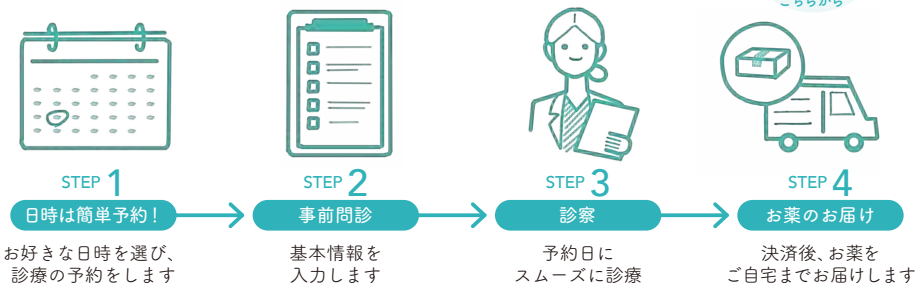 こちらから
STEP 1
日時は簡単予約!
お好きな日時を選び、
診療の予約をします
STEP 2
事前問診
基本情報を
入力します
STEP 3
診察
予約日に
スムーズに診療
STEP 4
お薬のお届け
決済後、お薬を
ご自宅までお届けします